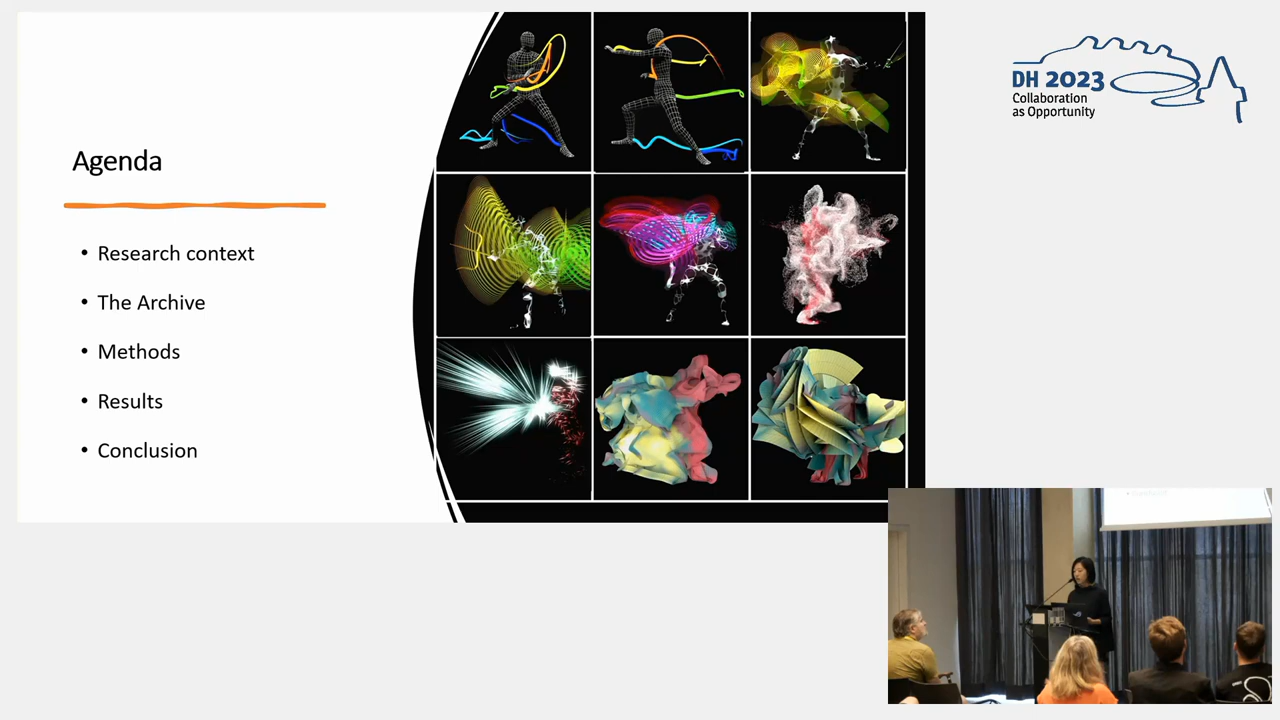 Agenda
• Research context
• The Archive
• Methods
• Results
• Conclusion
DH 2023
Collaboration
as Opportunity